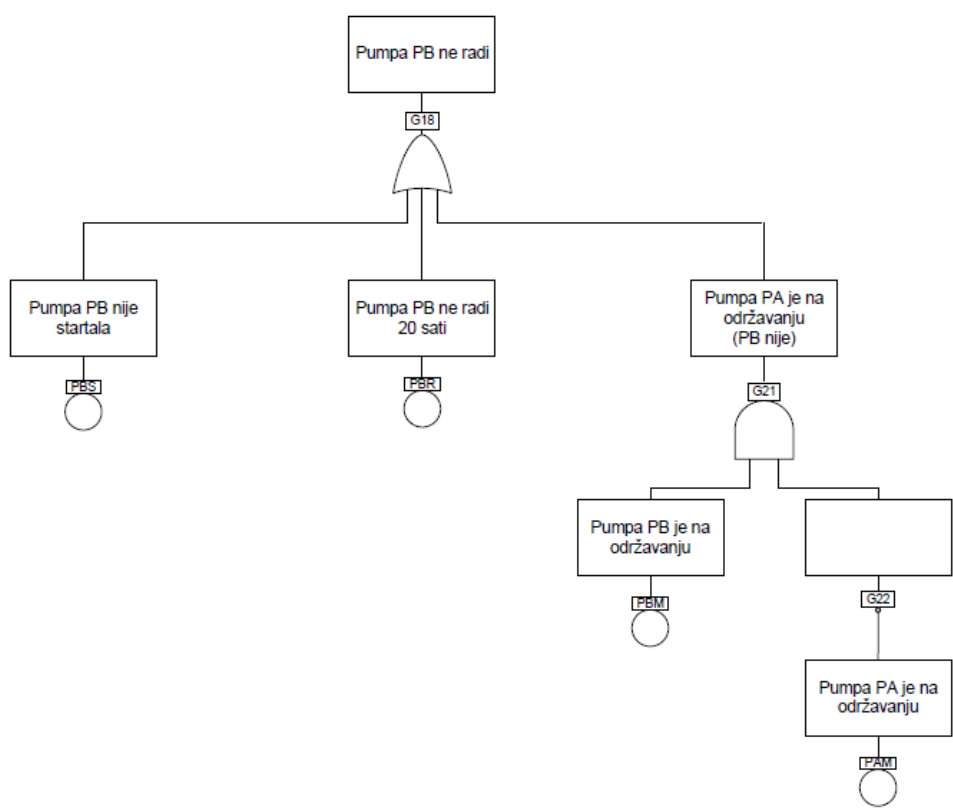 Pumpa PB ne radi
G18
Pumpa PB nije
startala
Pumpa PB ne radi
20 sati
Pumpa PA je na
održavanju
(PB nije)
PBS
PBR
G21
Pumpa PB je na
održavanju
PBM
G22
Pumpa PA je na
održavanju
PAM